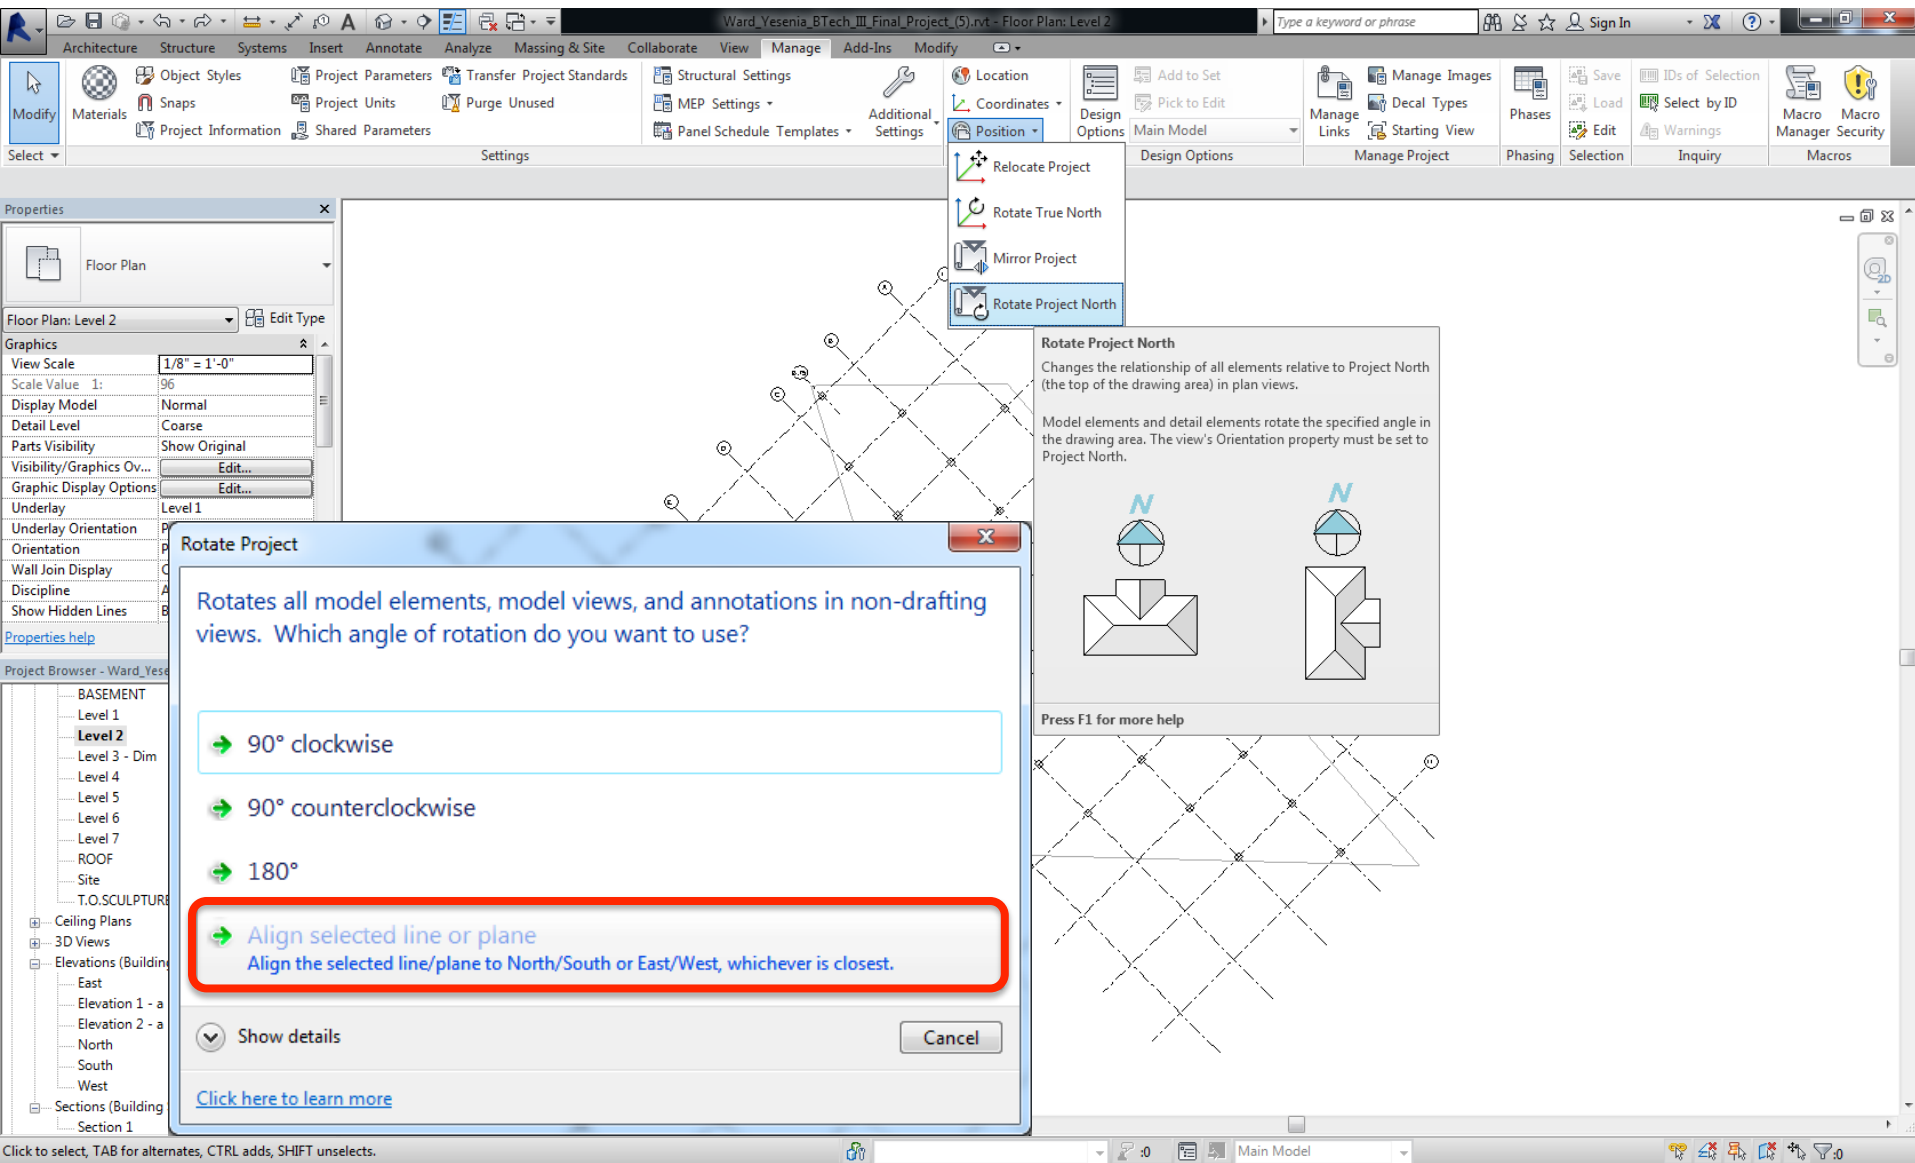 Ward_Yesenia_BTech_III_Final_Project_(5).rvt - Floor Plan: Level 2
Type a keyword or phrase
Sign In
Architecture Structure Systems Insert Annotate Analyze Massing & Site Collaborate View Manage Add-Ins Modify
Modify
Materials
Object Styles
Snaps
Project Information
Project Parameters
Project Units
Shared Parameters
Transfer Project Standards
Purge Unused
Structural Settings
MEP Settings
Panel Schedule Templates
Additional
Settings
Location
Coordinates
Position
Design
Options
Add to Set
Pick to Edit
Main Model
Manage
Links
Manage Images
Decal Types
Starting View
Phases
Save
Load
Edit
IDs of Selection
Select by ID
Warnings
Macro
Manager
Macro
Security
Select
Settings
Design Options
Manage Project
Phasing
Selection
Inquiry
Macros
Relocate Project
Rotate True North
Mirror Project
Rotate Project North
Rotate Project North
Changes the relationship of all elements relative to Project North
(the top of the drawing area) in plan views.
Model elements and detail elements rotate the specified angle in
the drawing area. The view's Orientation property must be set to
Project North.
N
N
Press F1 for more help
2D
Properties
Floor Plan
Floor Plan: Level 2
Edit Type
Graphics
View Scale 1/8" = 1'-0"
Scale Value 1: 96
Display Model Normal
Detail Level Coarse
Parts Visibility Show Original
Visibility/Graphics Ov... Edit...
Graphic Display Options Edit...
Underlay Level 1
Underlay Orientation P
Orientation P
Wall Join Display C
Discipline A
Show Hidden Lines B
Properties help
Project Browser - Ward_Yese
BASEMENT
Level 1
Level 2
Level 3 - Dim
Level 4
Level 5
Level 6
Level 7
ROOF
Site
T.O.SCULPTURE
Ceiling Plans
3D Views
Elevations (Building
East
Elevation 1 - a
Elevation 2 - a
North
South
West
Sections (Building
Section 1
Rotate Project
Rotates all model elements, model views, and annotations in non-drafting
views. Which angle of rotation do you want to use?
90° clockwise
90° counterclockwise
180°
Align selected line or plane
Align the selected line/plane to North/South or East/West, whichever is closest.
Show details
Cancel
Click here to learn more
Click to select, TAB for alternates, CTRL adds, SHIFT unselects.
:0
Main Model
:0